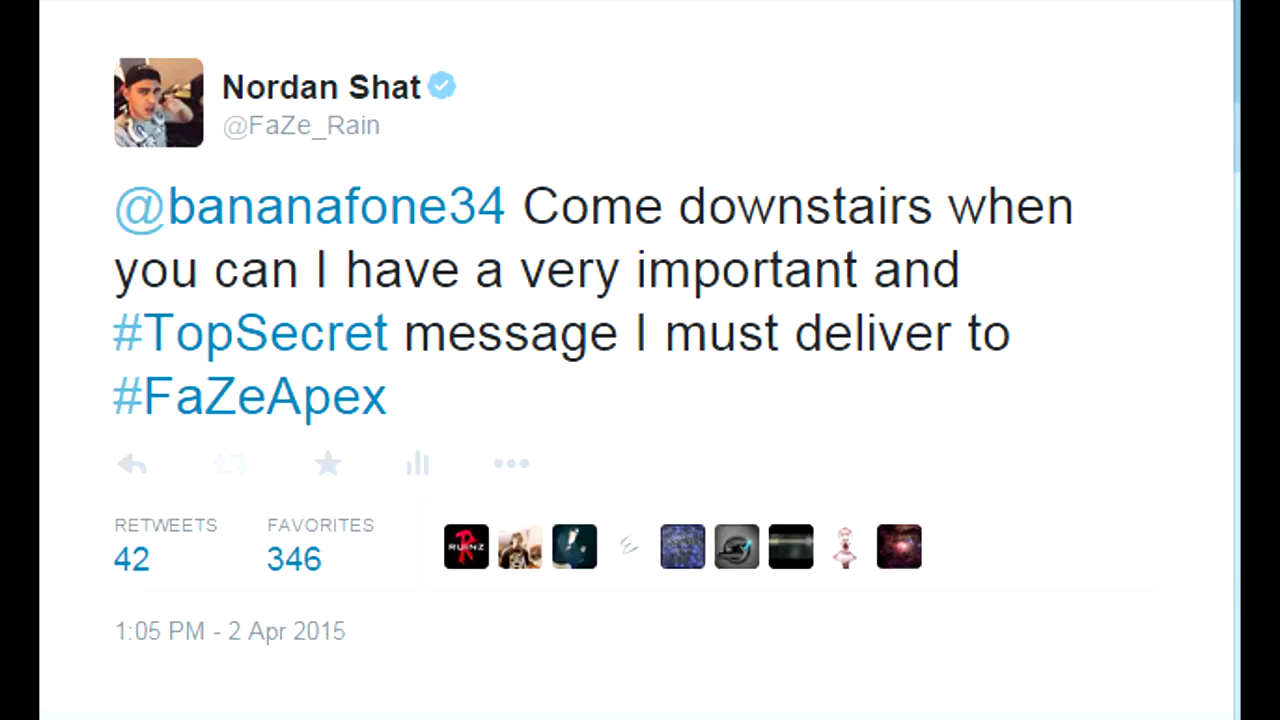 Nordan Shat
@FaZe_Rain
@bananafone34 Come downstairs when
you can I have a very important and
#TopSecret message I must deliver to
#FaZeApex
RETWEETS FAVORITES
42 346
RUINZ
1:05 PM - 2 Apr 2015